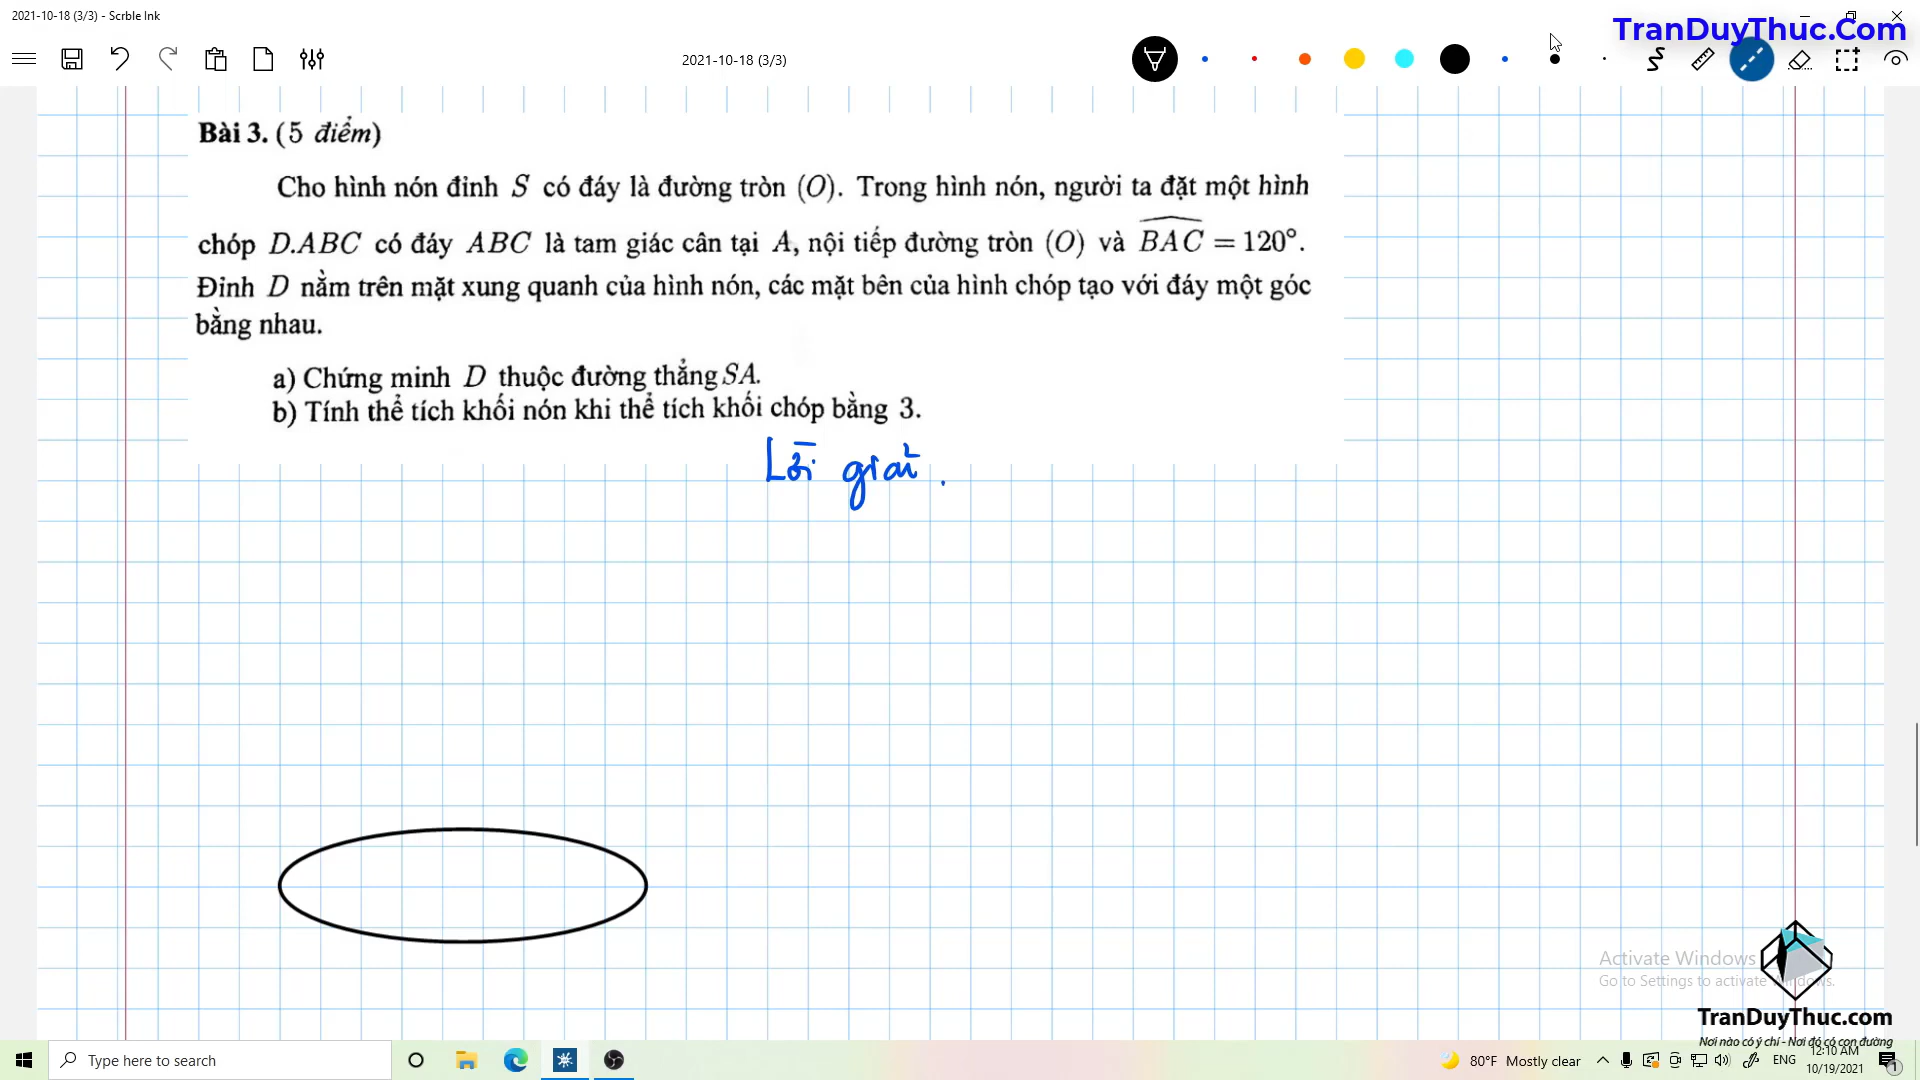 2021-10-18 (3/3) - Scrble Ink
TranDuyThuc.Com
2021-10-18 (3/3)
Bài 3. (5 điểm)
Cho hình nón đỉnh S có đáy là đường tròn (O). Trong hình nón, người ta đặt một hình
chóp D.ABC có đáy ABC là tam giác cân tại A, nội tiếp đường tròn (O) và BAC = 120°.
Đỉnh D nằm trên mặt xung quanh của hình nón, các mặt bên của hình chóp tạo với đáy một góc
bằng nhau.
a) Chứng minh D thuộc đường thẳng SA.
b) Tính thể tích khối nón khi thể tích khối chóp bằng 3.
Lời giải.
Activate Windows
Go to Settings to activate Windows.
TranDuyThuc.com
Nơi nào có ý chí - Nơi đó có con đường
Type here to search
80°F Mostly clear
ENG
12:10 AM
10/19/2021
1